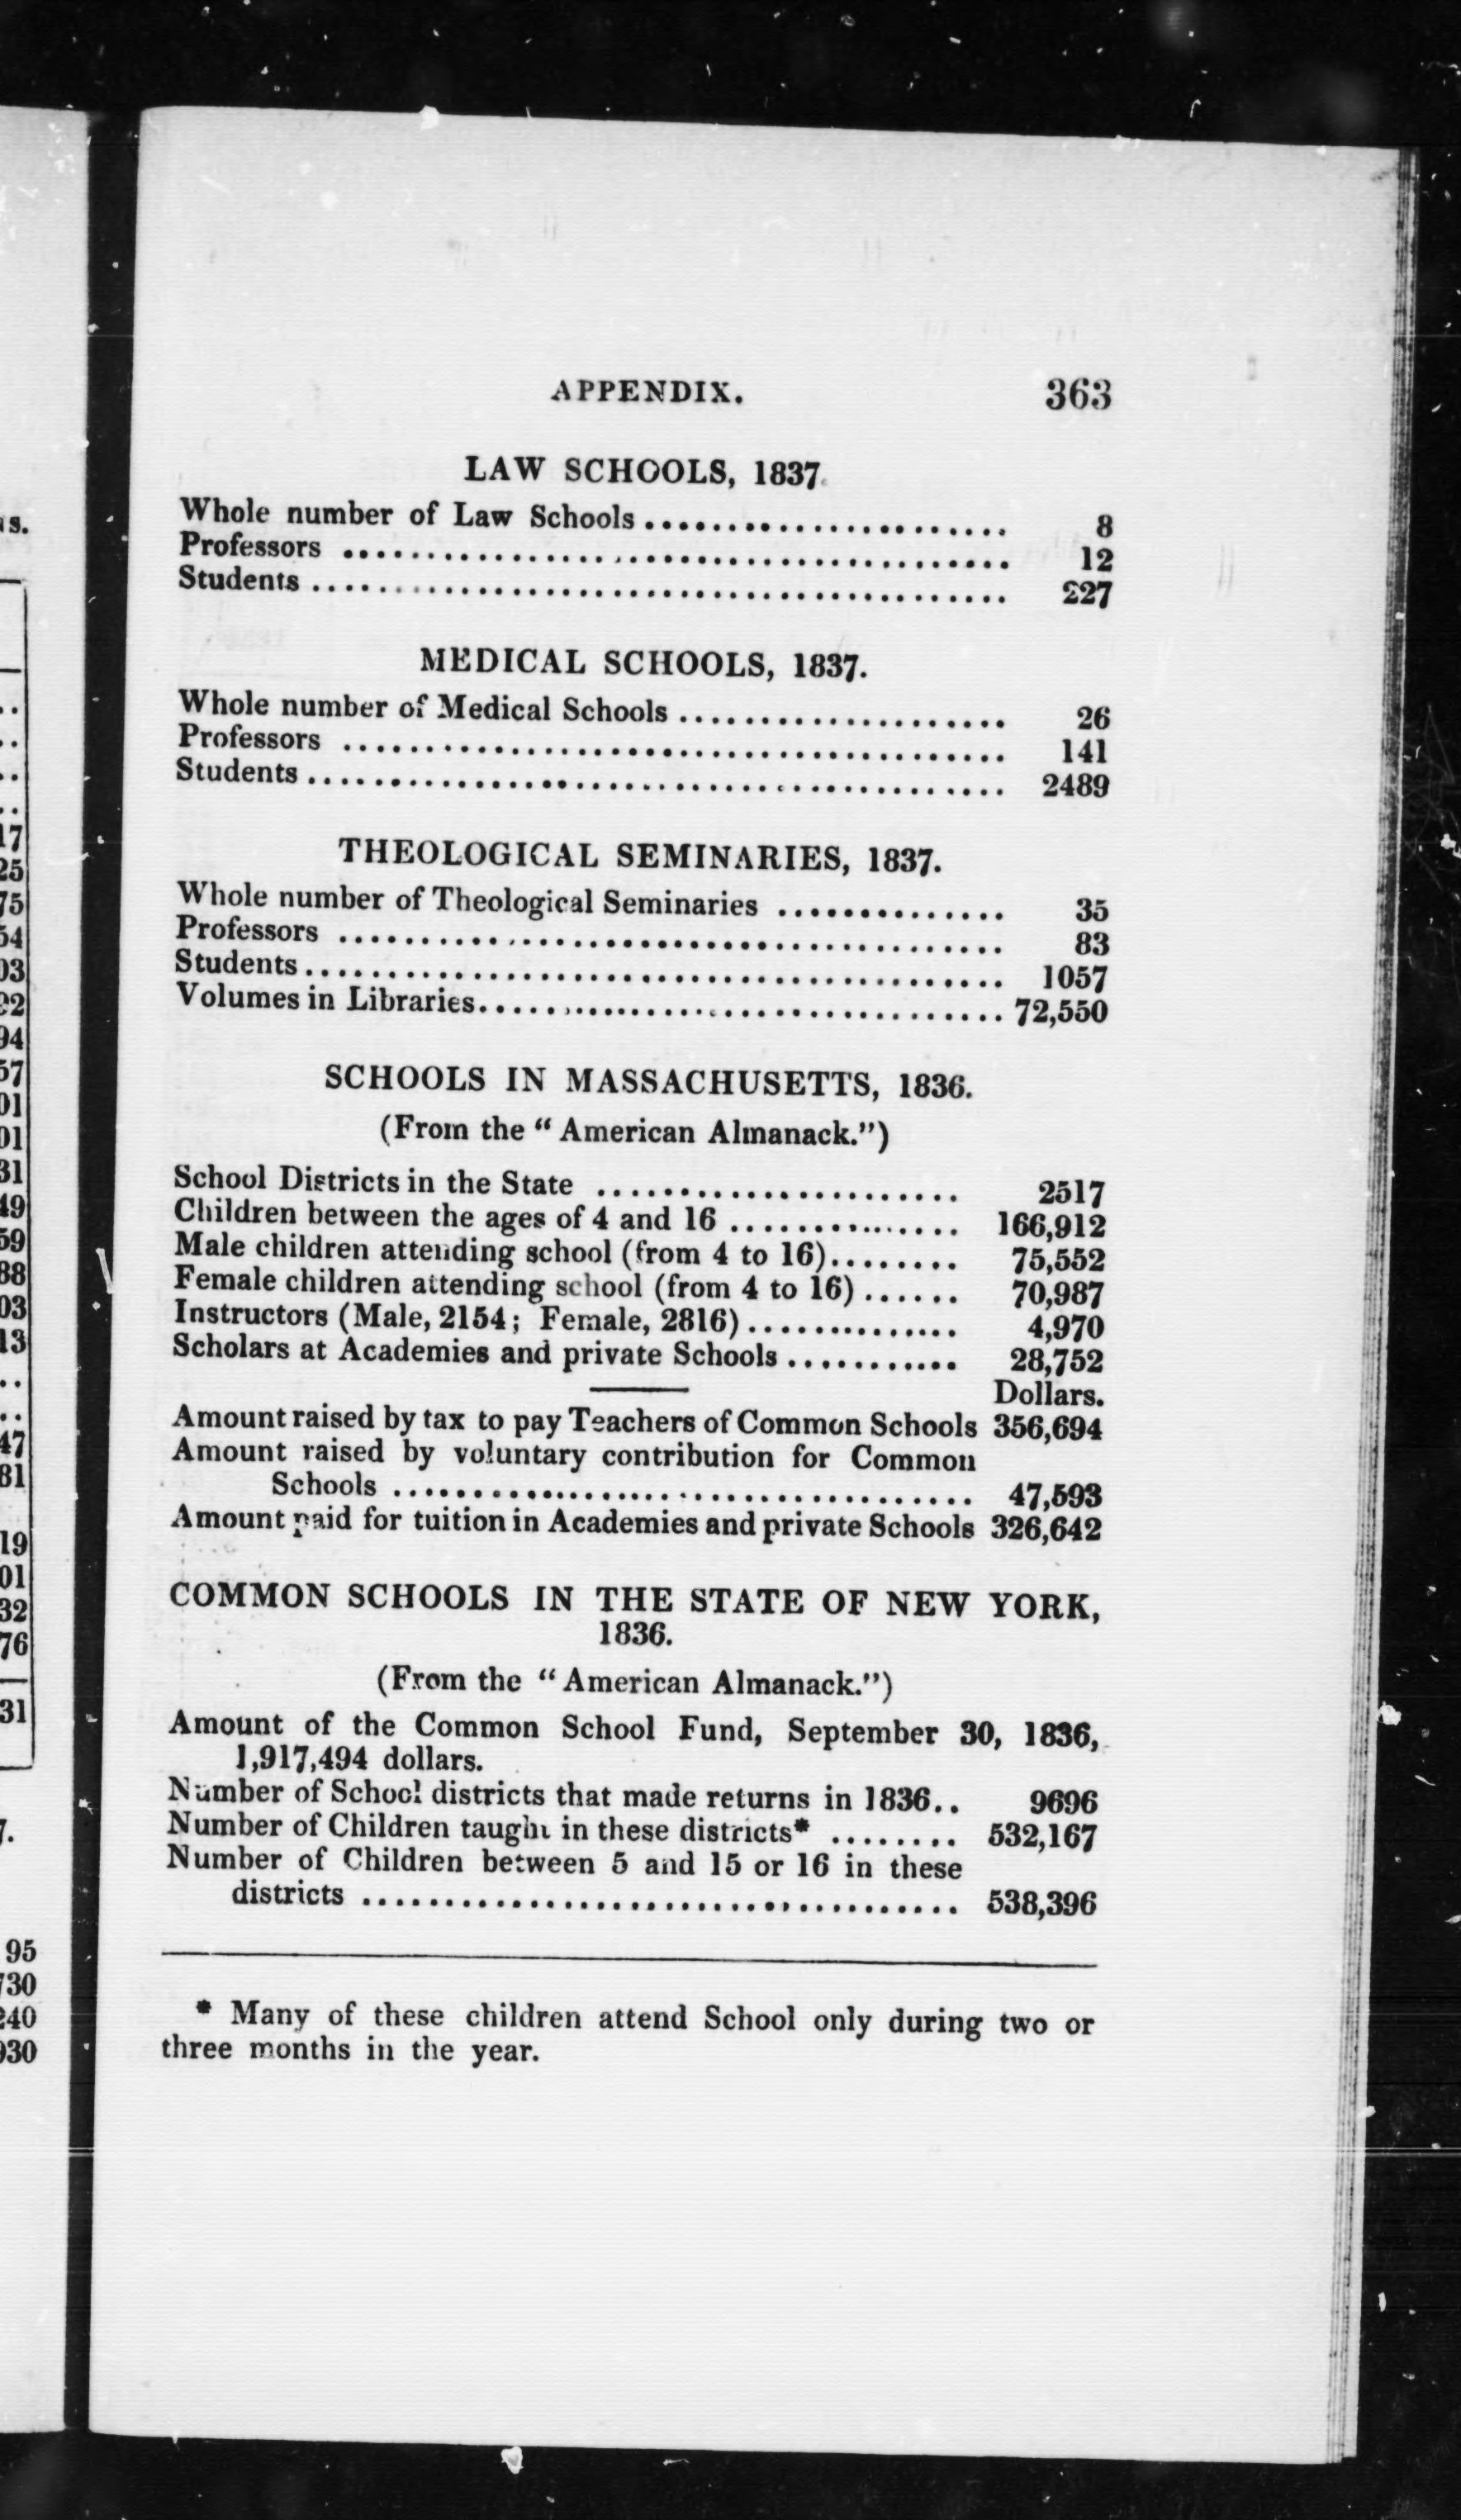 APPENDIX. 363
LAW SCHOOLS, 1837.
Whole number of Law Schools ...................... 8
Professors ........................................ 12
Students .......................................... 227
MEDICAL SCHOOLS, 1837.
Whole number of Medical Schools .................... 26
Professors ........................................ 141
Students .......................................... 2489
THEOLOGICAL SEMINARIES, 1837.
Whole number of Theological Seminaries .............. 35
Professors ........................................ 83
Students .......................................... 1057
Volumes in Libraries................................ 72,550
SCHOOLS IN MASSACHUSETTS, 1836.
(From the "American Almanack.")
School Districts in the State ...................... 2517
Children between the ages of 4 and 16 .............. 166,912
Male children attending school (from 4 to 16)........ 75,552
Female children attending school (from 4 to 16) ...... 70,987
Instructors (Male, 2154; Female, 2816) .............. 4,970
Scholars at Academies and private Schools ........... 28,752
Dollars.
Amount raised by tax to pay Teachers of Common Schools 356,694
Amount raised by voluntary contribution for Common
Schools ................................... 47,593
Amount paid for tuition in Academies and private Schools 326,642
COMMON SCHOOLS IN THE STATE OF NEW YORK,
1836.
(From the "American Almanack.")
Amount of the Common School Fund, September 30, 1836,
1,917,494 dollars.
Number of School districts that made returns in 1836.. 9696
Number of Children taught in these districts* ........ 532,167
Number of Children between 5 and 15 or 16 in these
districts .................................... 538,396
* Many of these children attend School only during two or
three months in the year.